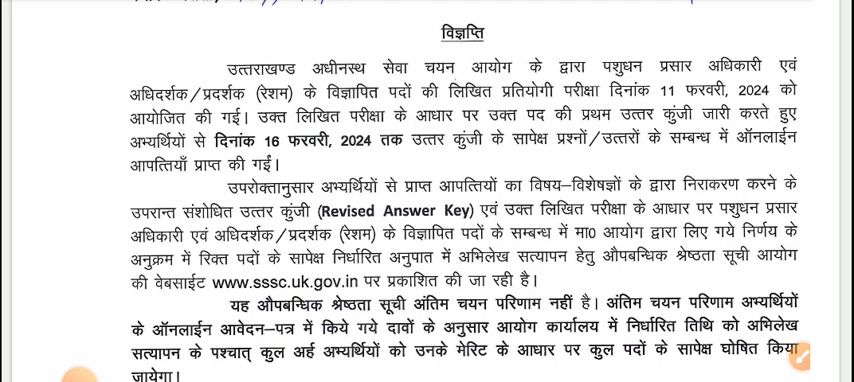 विज्ञप्ति
उत्तराखण्ड अधीनस्थ सेवा चयन आयोग के द्वारा पशुधन प्रसार अधिकारी एवं
अधिदर्शक/प्रदर्शक (रेशम) के विज्ञापित पदों की लिखित प्रतियोगी परीक्षा दिनांक 11 फरवरी, 2024 को
आयोजित की गई। उक्त लिखित परीक्षा के आधार पर उक्त पद की प्रथम उत्तर कुंजी जारी करते हुए
अभ्यर्थियों से दिनांक 16 फरवरी, 2024 तक उत्तर कुंजी के सापेक्ष प्रश्नों/उत्तरों के सम्बन्ध में ऑनलाईन
आपत्तियाँ प्राप्त की गईं।
उपरोक्तानुसार अभ्यर्थियों से प्राप्त आपत्तियों का विषय–विशेषज्ञों के द्वारा निराकरण करने के
उपरान्त संशोधित उत्तर कुंजी (Revised Answer Key) एवं उक्त लिखित परीक्षा के आधार पर पशुधन प्रसार
अधिकारी एवं अधिदर्शक/प्रदर्शक (रेशम) के विज्ञापित पदों के सम्बन्ध में मा0 आयोग द्वारा लिए गये निर्णय के
अनुक्रम में रिक्त पदों के सापेक्ष निर्धारित अनुपात में अभिलेख सत्यापन हेतु औपबन्धिक श्रेष्ठता सूची आयोग
की वेबसाईट www.sssc.uk.gov.in पर प्रकाशित की जा रही है।
यह औपबन्धिक श्रेष्ठता सूची अंतिम चयन परिणाम नहीं है। अंतिम चयन परिणाम अभ्यर्थियों
के ऑनलाईन आवेदन–पत्र में किये गये दावों के अनुसार आयोग कार्यालय में निर्धारित तिथि को अभिलेख
सत्यापन के पश्चात् कुल अर्ह अभ्यर्थियों को उनके मेरिट के आधार पर कुल पदों के सापेक्ष घोषित किया
जायेगा।